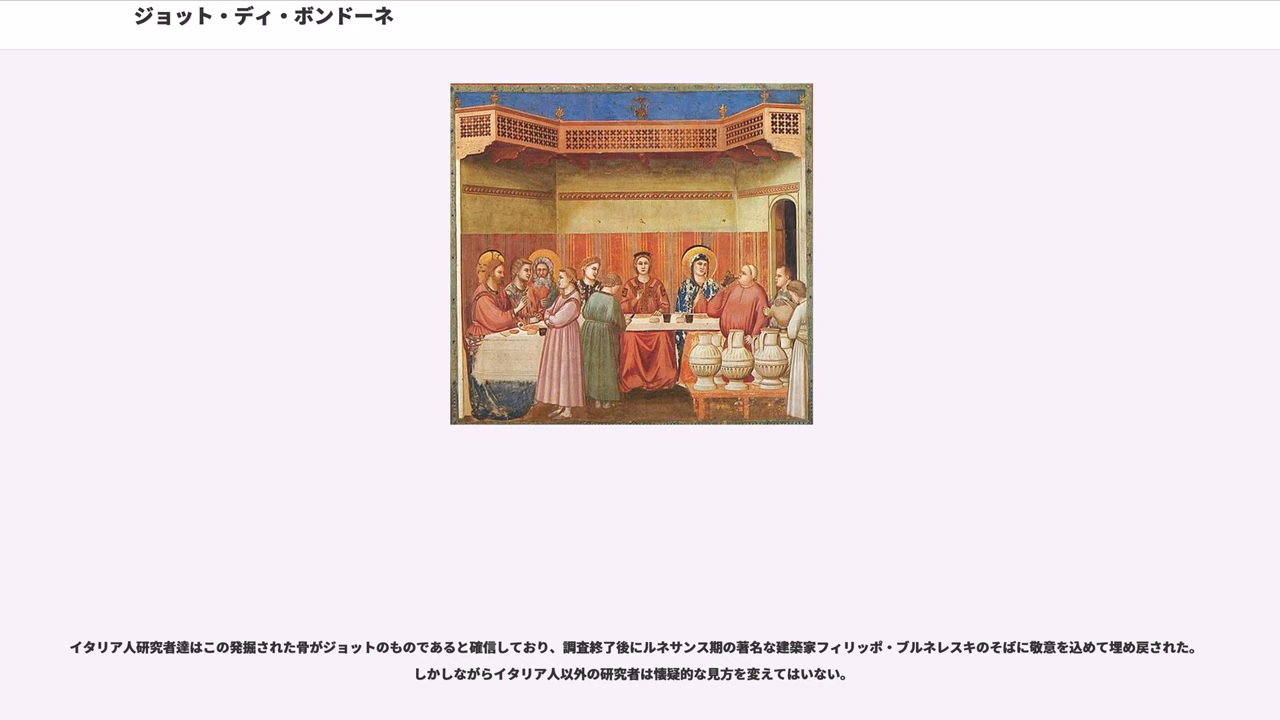 ジョット・ディ・ボンドーネ
イタリア人研究者達はこの発掘された骨がジョットのものであると確信しており、調査終了後にルネサンス期の著名な建築家フィリッポ・ブルネレスキのそばに敬意を込めて埋め戻された。
しかしながらイタリア人以外の研究者は懐疑的な見方を変えてはいない。